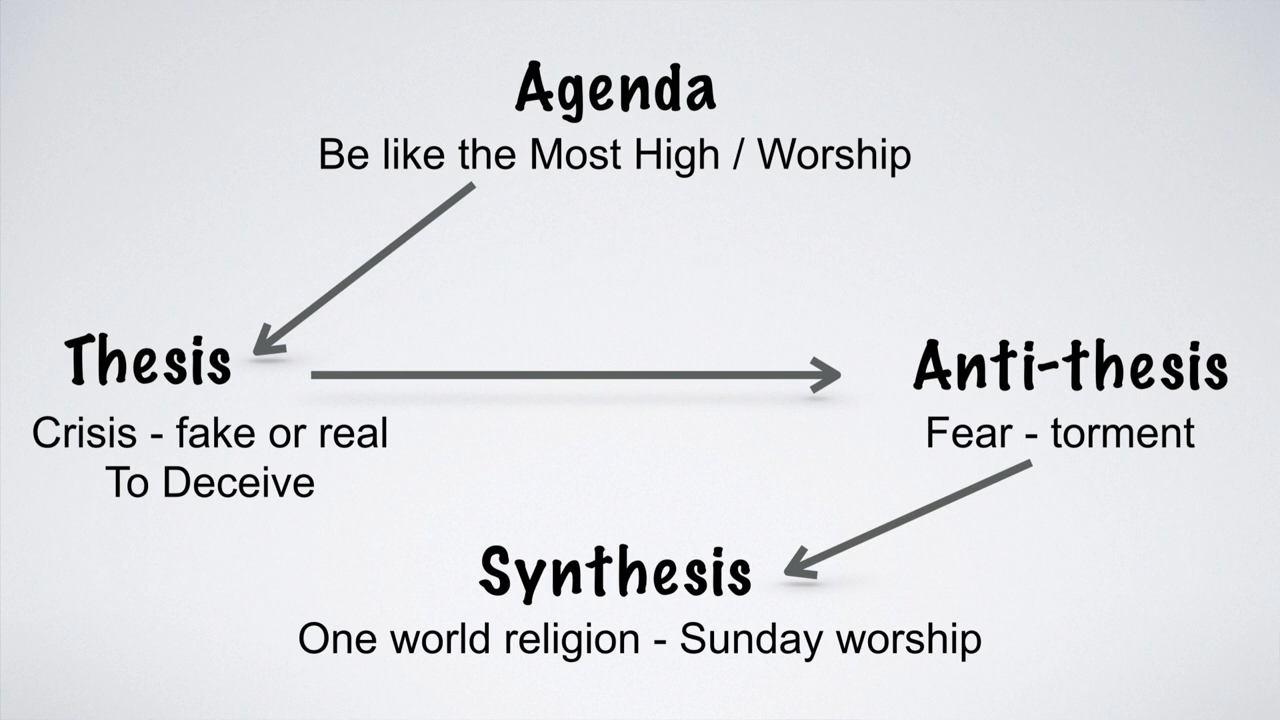 Agenda
Be like the Most High / Worship
Thesis
Crisis - fake or real
To Deceive
Anti-thesis
Fear - torment
Synthesis
One world religion - Sunday worship